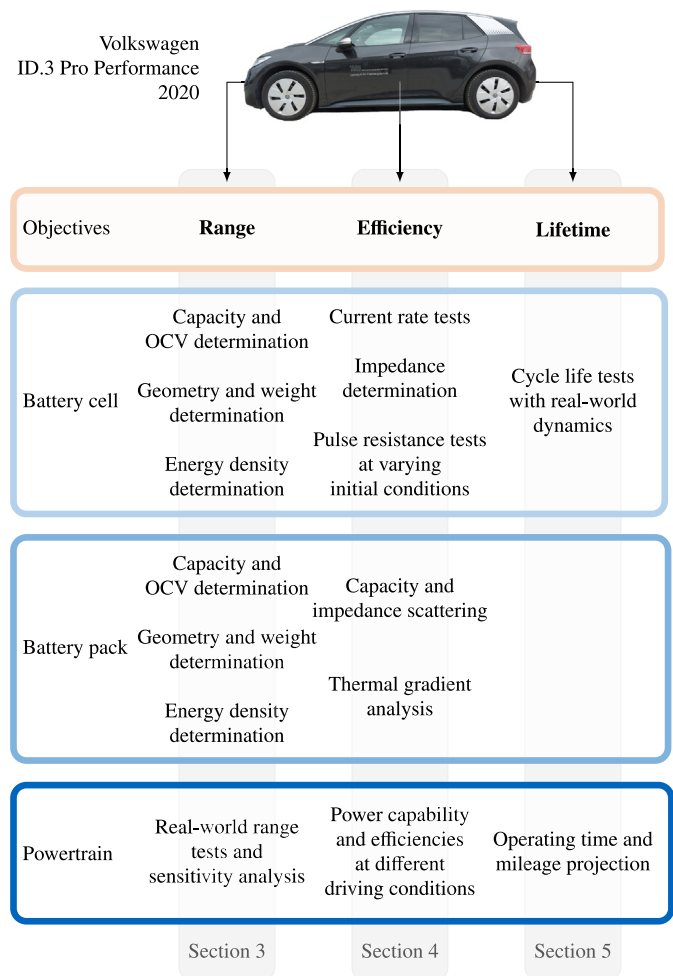 Volkswagen
ID.3 Pro Performance
2020
Objectives
Range
Efficiency
Lifetime
Battery cell
Capacity and
OCV determination
Geometry and weight
determination
Energy density
determination
Current rate tests
Impedance
determination
Pulse resistance tests
at varying
initial conditions
Cycle life tests
with real-world
dynamics
Battery pack
Capacity and
OCV determination
Geometry and weight
determination
Energy density
determination
Capacity and
impedance scattering
Thermal gradient
analysis
Powertrain
Real-world range
tests and
sensitivity analysis
Power capability
and efficiencies
at different
driving conditions
Operating time and
mileage projection
Section 3
Section 4
Section 5